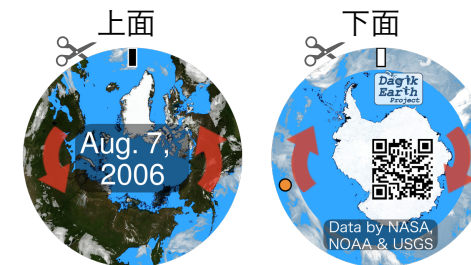 上面
下面
Aug. 7,
2006
Dagik
Earth
Project
Data by NASA,
NOAA & USGS